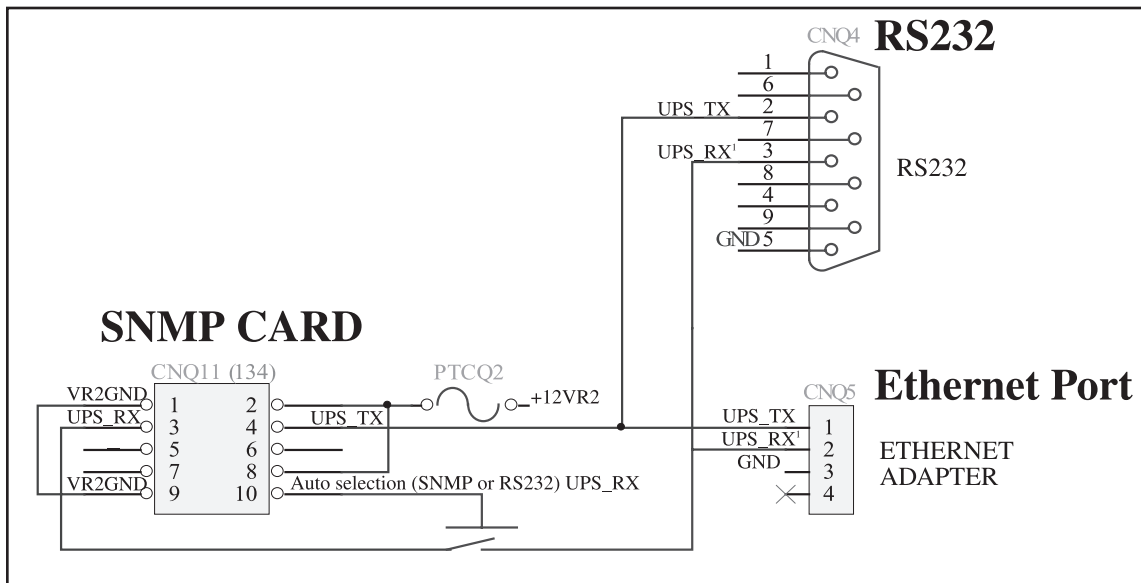 CNQ4 RS232
1
6
UPS_TX 2
7
UPS_RX¹ 3
8
4
9
GND 5
RS232
SNMP CARD
CNQ11 (134)
PTCQ2
+12VR2
VR2GND 1 2
UPS_RX 3 4 UPS_TX
5 6
7 8
VR2GND 9 10 Auto selection (SNMP or RS232) UPS_RX
CNQ5 Ethernet Port
UPS_TX 1
UPS_RX¹ 2
GND 3
4
ETHERNET
ADAPTER